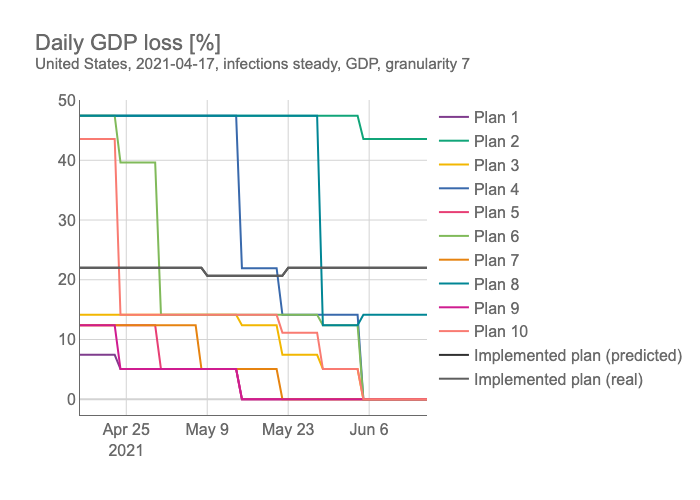 Daily GDP loss [%]
United States, 2021-04-17, infections steady, GDP, granularity 7
50
40
30
20
10
0
Apr 25
2021
May 9
May 23
Jun 6
Plan 1
Plan 2
Plan 3
Plan 4
Plan 5
Plan 6
Plan 7
Plan 8
Plan 9
Plan 10
Implemented plan (predicted)
Implemented plan (real)